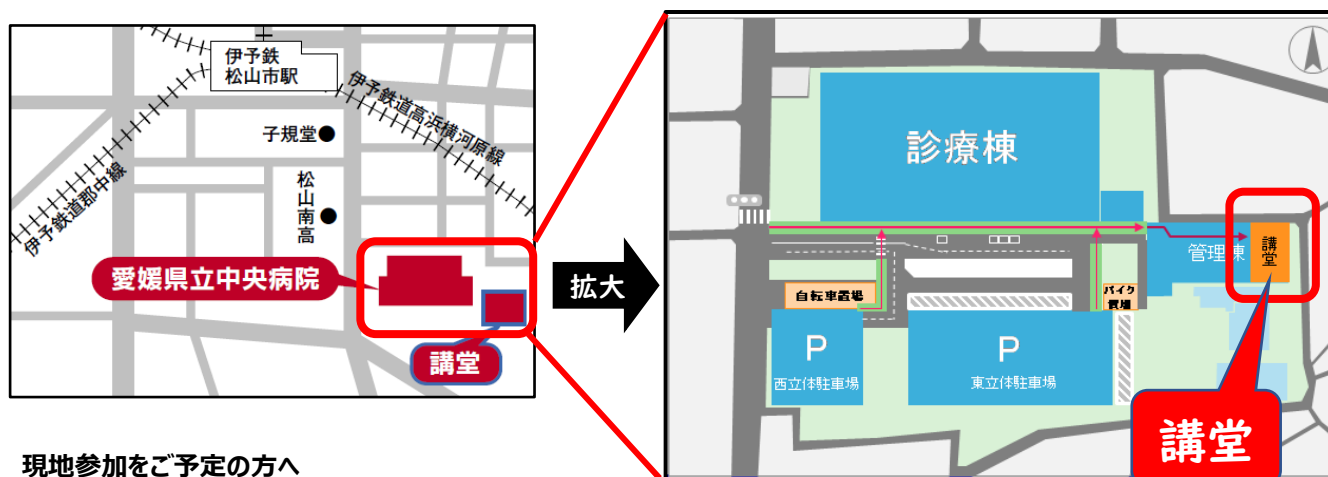 伊予鉄
松山市駅
伊予鉄道高浜横河原線
子規堂
伊予鉄道郡中線
松山南高
愛媛県立中央病院
講堂
拡大
診療棟
管理棟
講堂
自転車置場
バイク
置場
P
西立体駐車場
P
東立体駐車場
講堂
現地参加をご予定の方へ